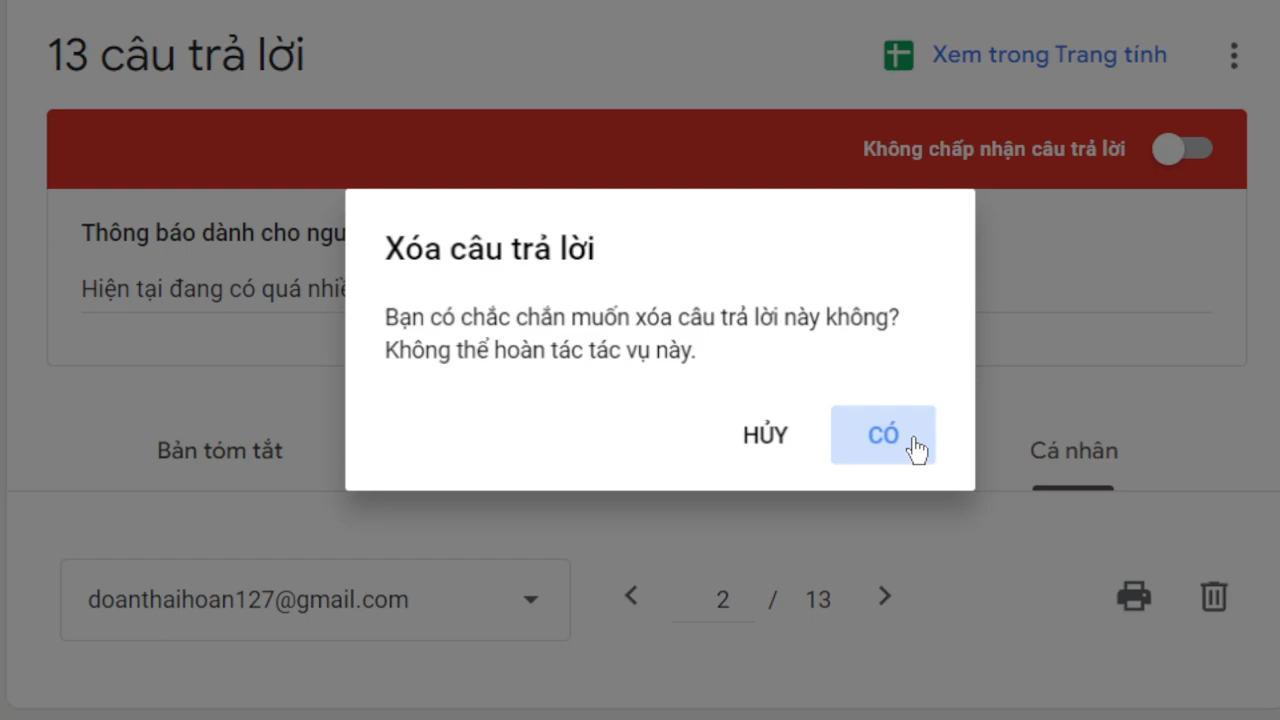 13 câu trả lời
Xem trong Trang tính
Không chấp nhận câu trả lời
Thông báo dành cho
Hiện tại đang có quá
Xóa câu trả lời
Bạn có chắc chắn muốn xóa câu trả lời này không?
Không thể hoàn tác tác vụ này.
HỦY
CÓ
Bản tóm tắt
Cá nhân
doanthaihoan127@gmail.com
2 / 13